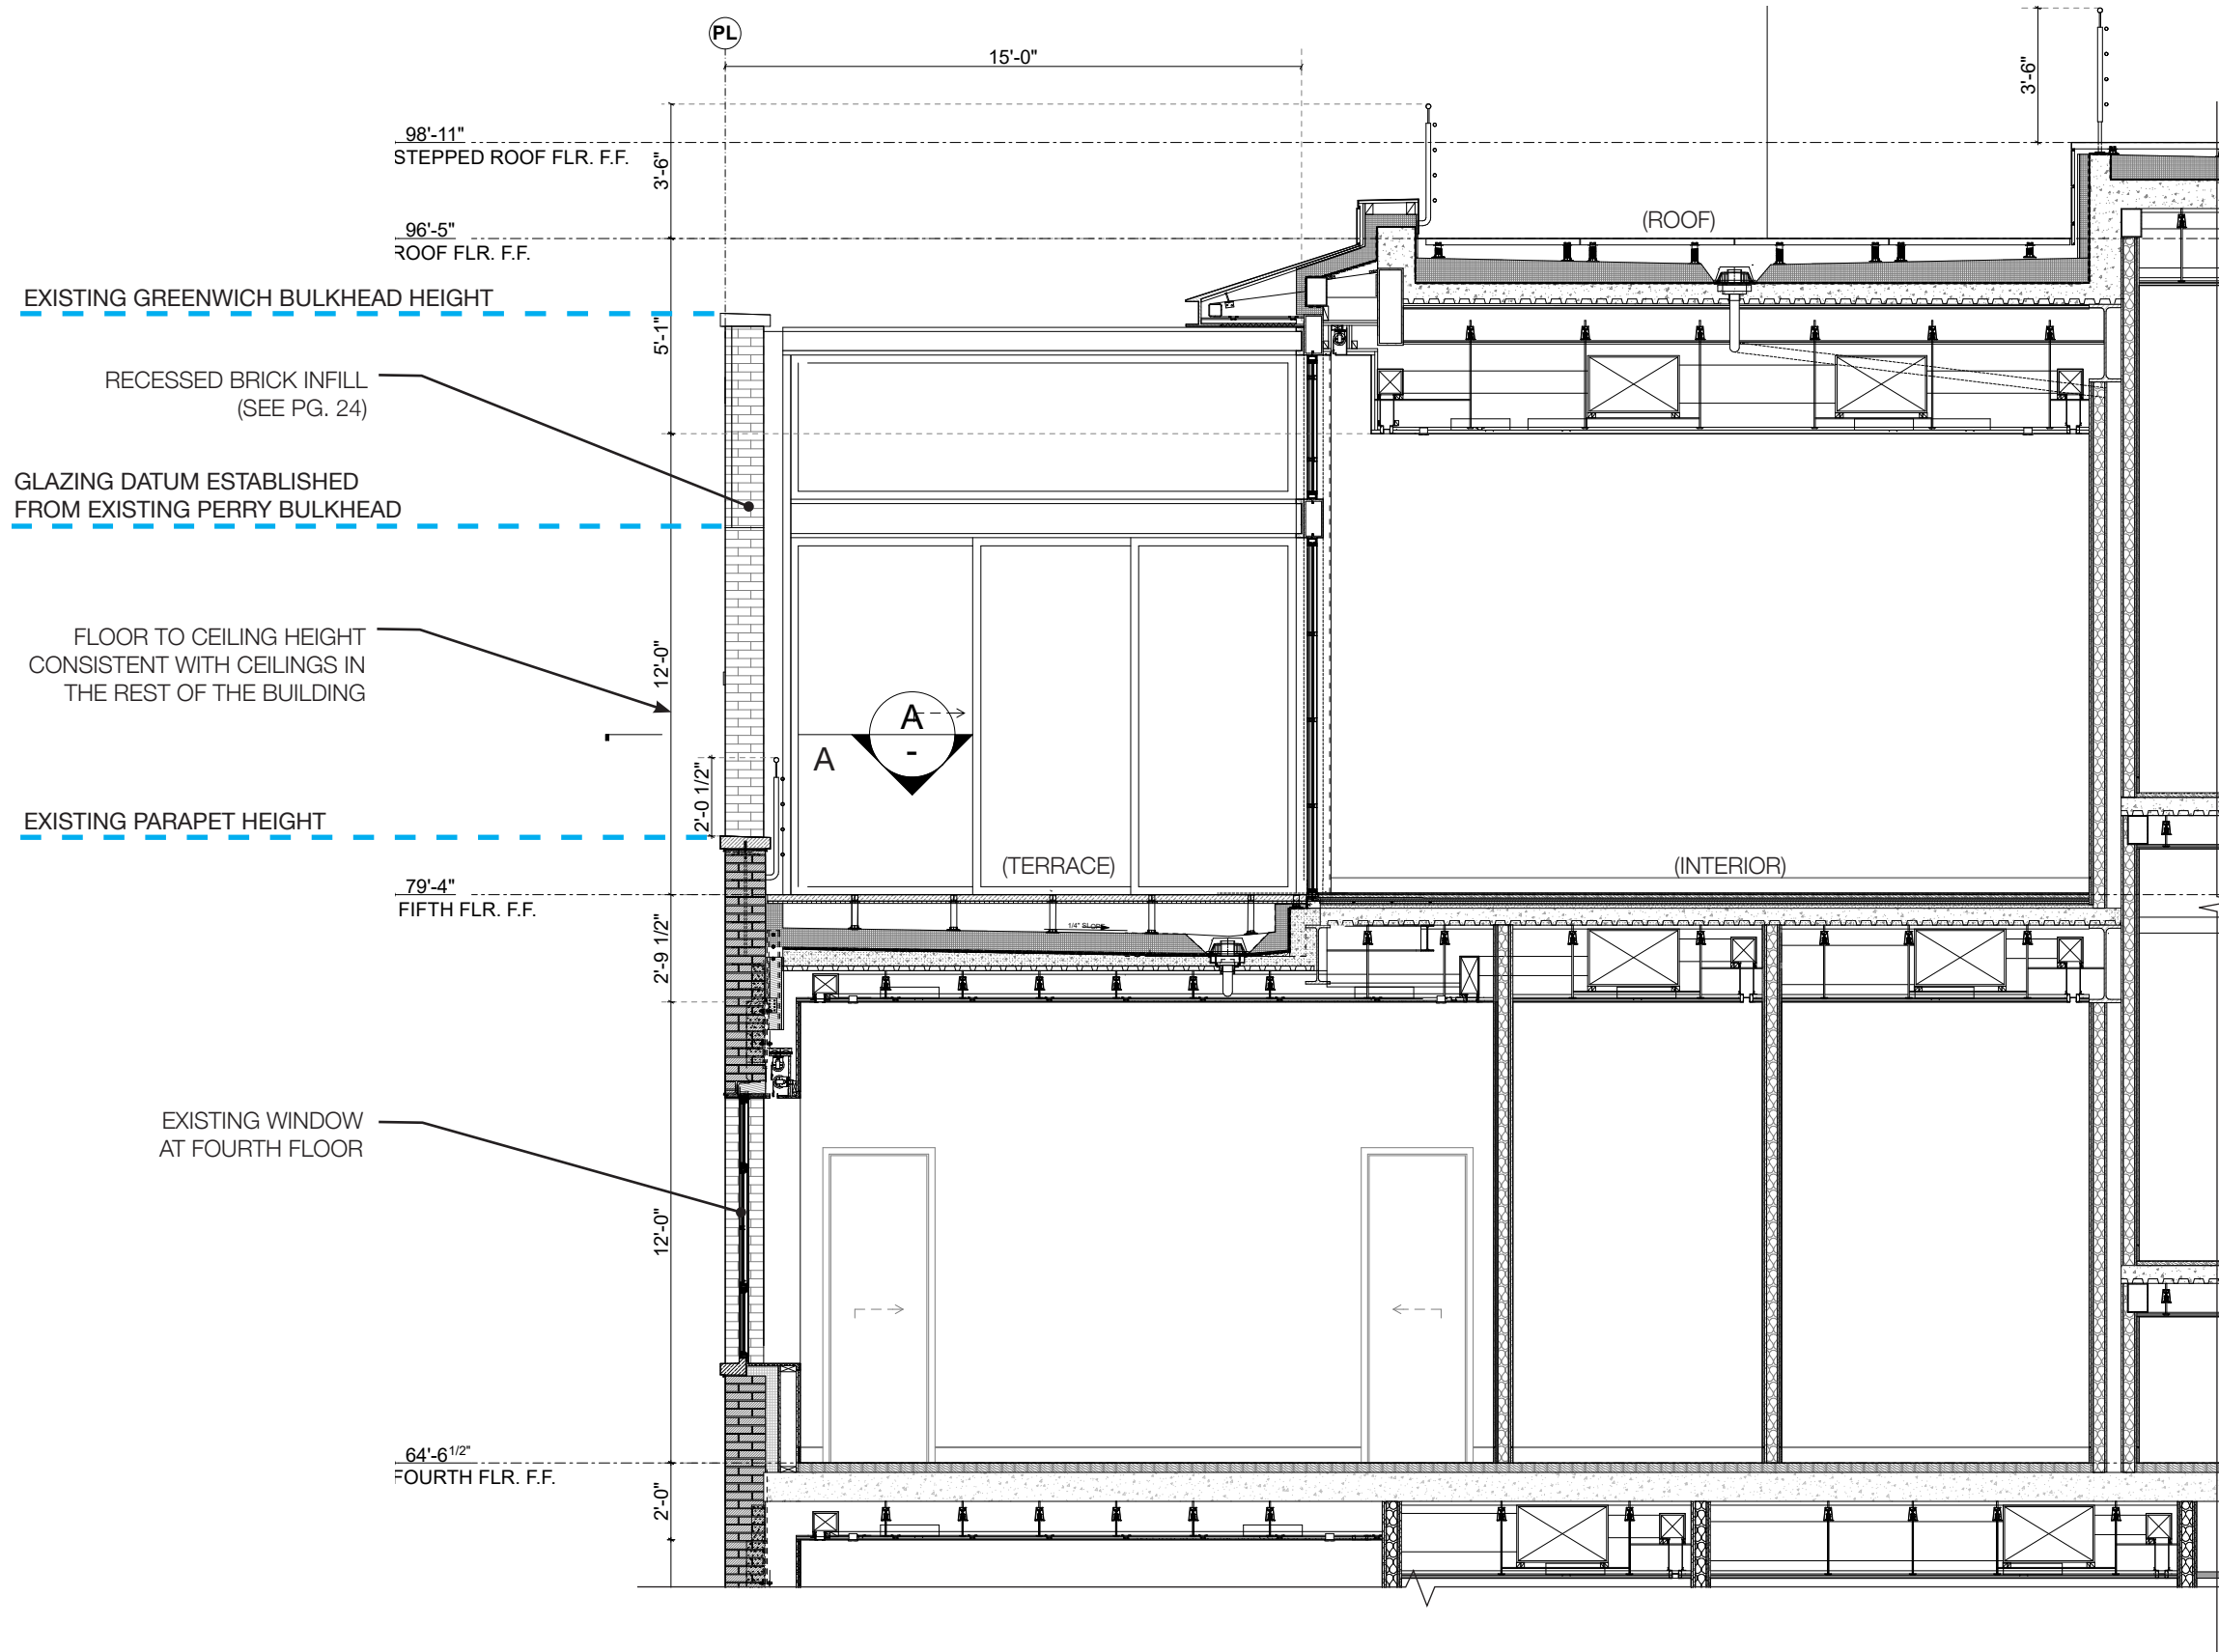 PL
15'-0"
3'-6"
98'-11"
STEPPED ROOF FLR. F.F.
3'-6"
96'-5"
ROOF FLR. F.F.
(ROOF)
EXISTING GREENWICH BULKHEAD HEIGHT
5'-1"
RECESSED BRICK INFILL
(SEE PG. 24)
GLAZING DATUM ESTABLISHED
FROM EXISTING PERRY BULKHEAD
FLOOR TO CEILING HEIGHT
CONSISTENT WITH CEILINGS IN
THE REST OF THE BUILDING
12'-0"
A
-
A
2'-0 1/2"
EXISTING PARAPET HEIGHT
(TERRACE)
(INTERIOR)
79'-4"
FIFTH FLR. F.F.
1/4" SLOPE
2'-9 1/2"
EXISTING WINDOW
AT FOURTH FLOOR
12'-0"
64'-6 1/2"
FOURTH FLR. F.F.
2'-0"